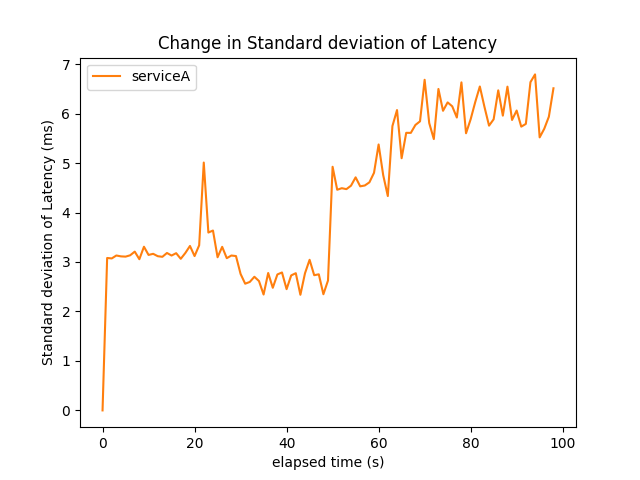 Change in Standard deviation of Latency
serviceA
Standard deviation of Latency (ms)
7
6
5
4
3
2
1
0
0 20 40 60 80 100
elapsed time (s)